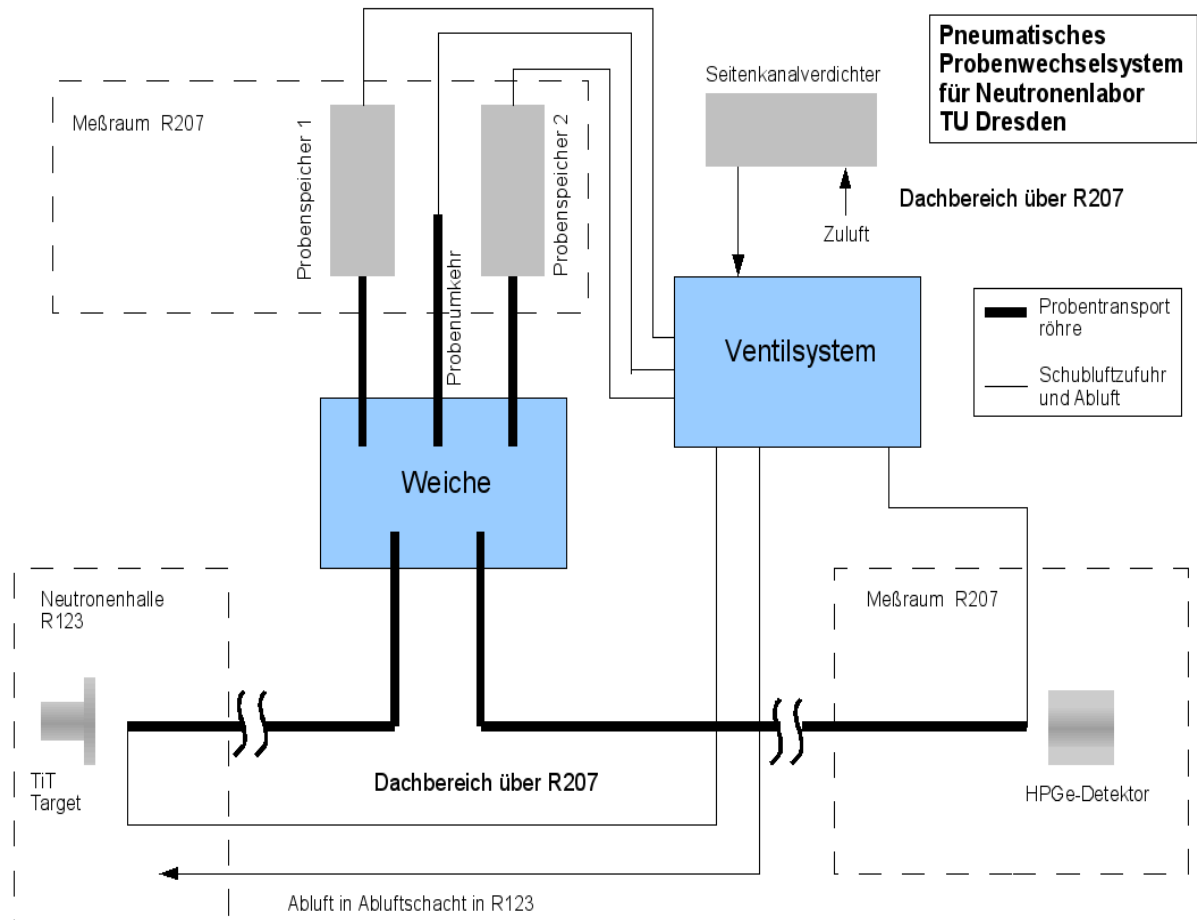 Pneumatisches
Probenwechselsystem
für Neutronenlabor
TU Dresden
Seitenkanalverdichter
Meßraum R207
Probenspeicher 1
Probenumkehr
Probenspeicher 2
Dachbereich über R207
Zuluft
Ventilsystem
Probentransport
röhre
Schubluftzufuhr
und Abluft
Weiche
Neutronenhalle
R123
Meßraum R207
TiT
Target
Dachbereich über R207
HPGe-Detektor
Abluft in Abluftschacht in R123